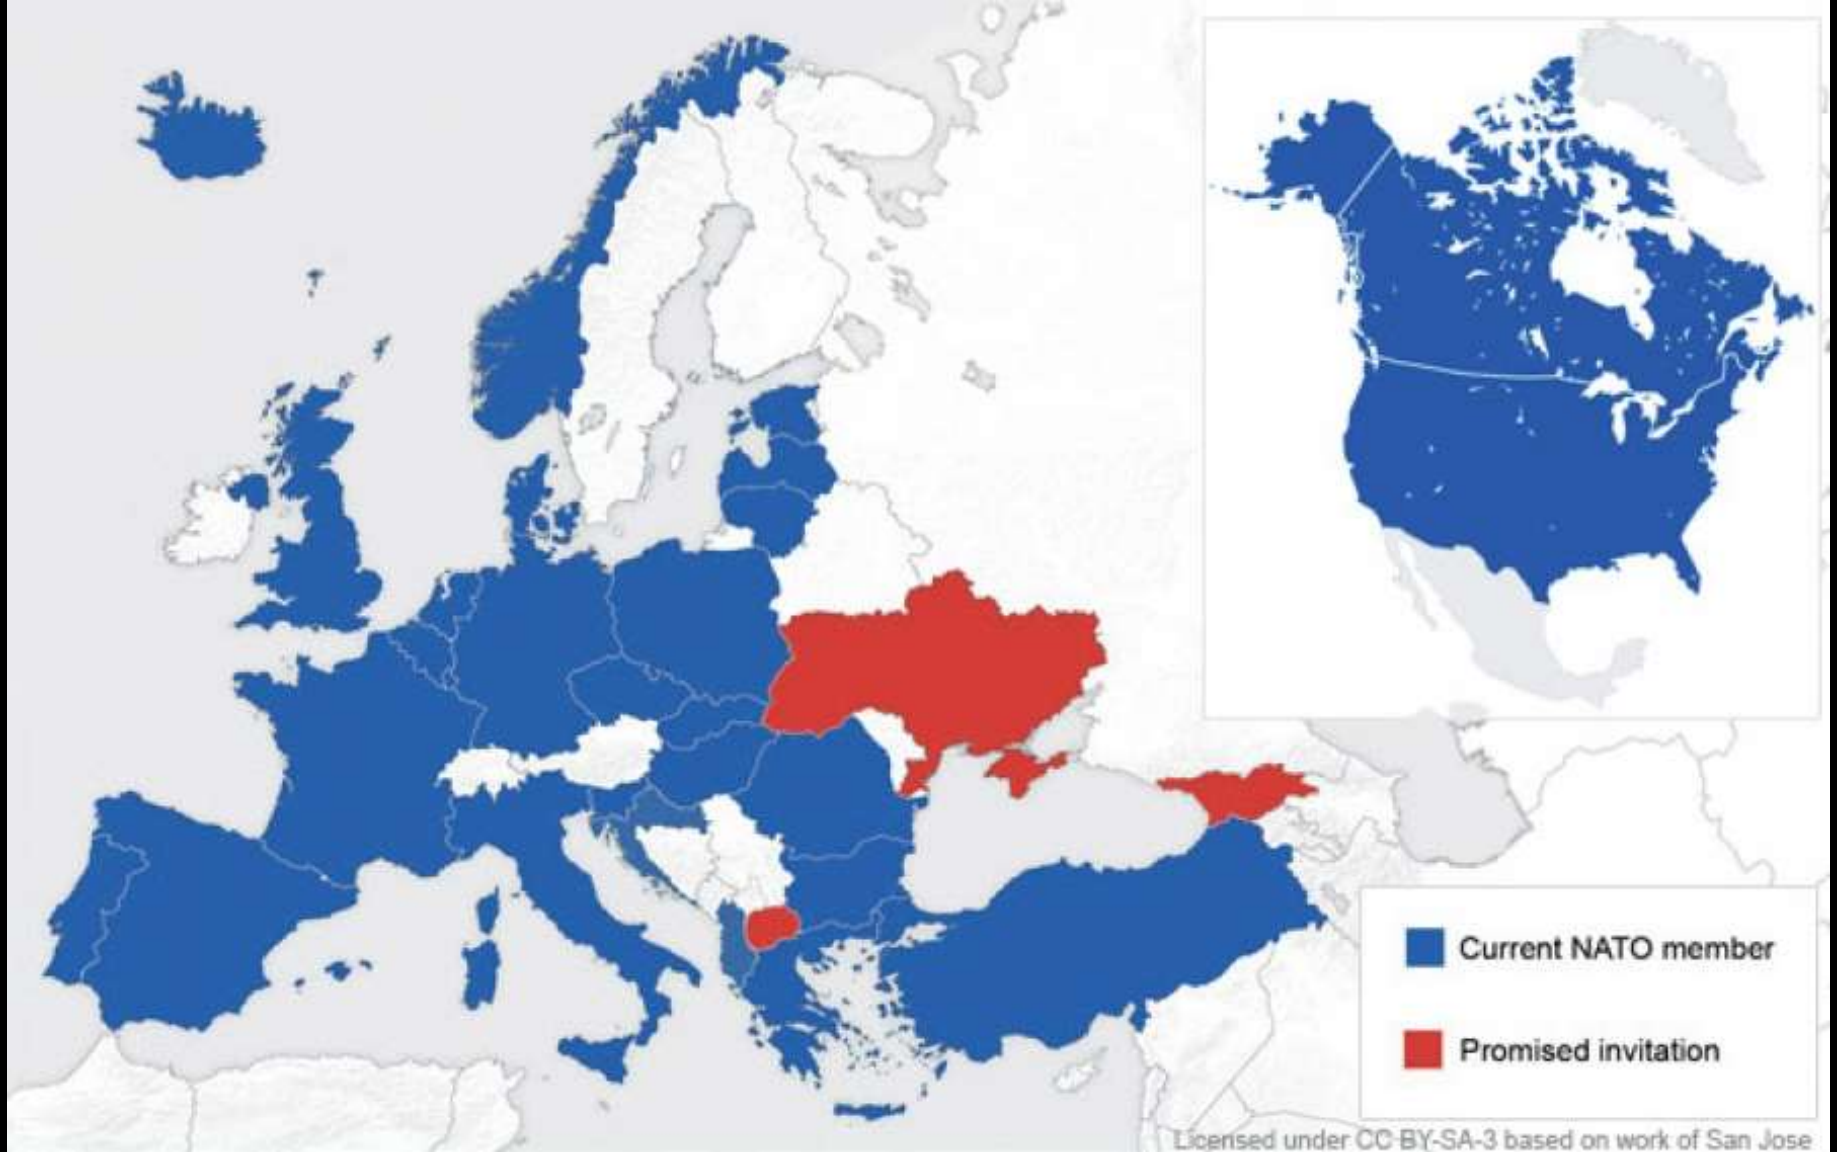 Current NATO member
Promised invitation
Licensed under CC BY-SA-3 based on work of San Jose